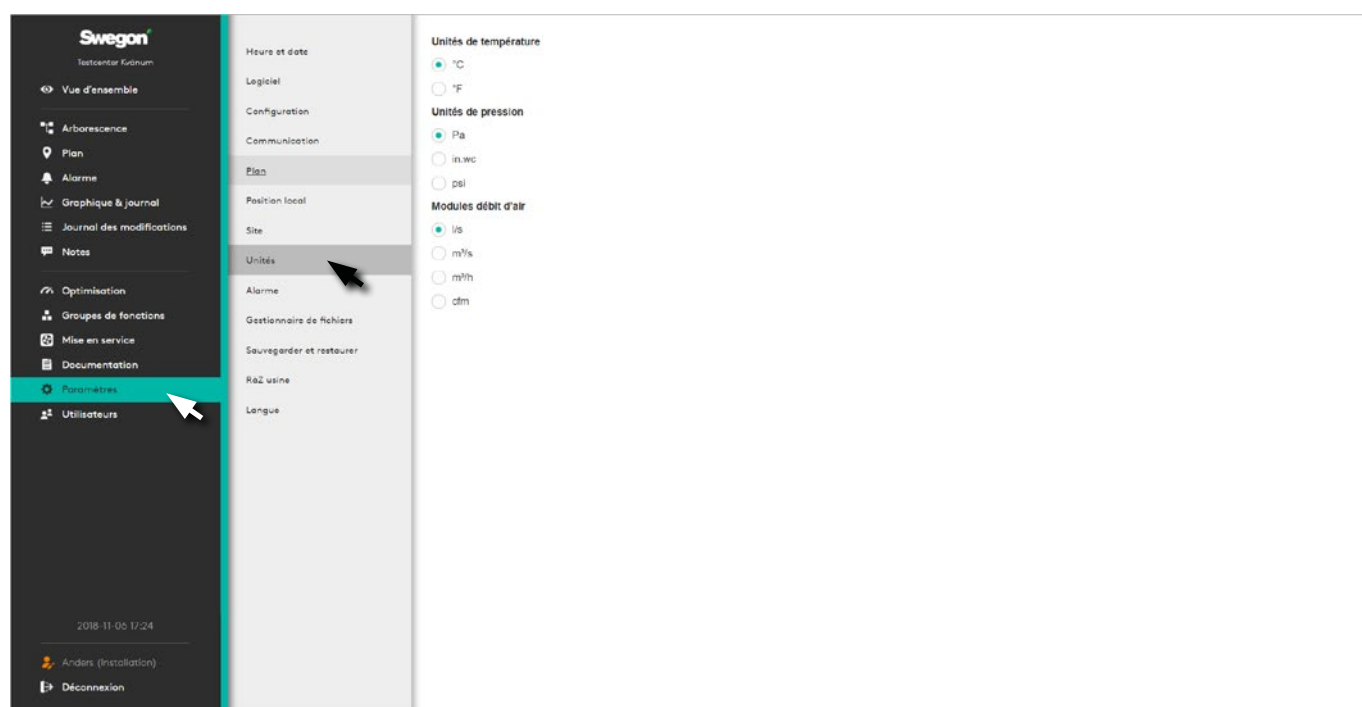 Swegon
Testcenter Kvänum
Vue d'ensemble
Arborescence
Plan
Alarme
Graphique & journal
Journal des modifications
Notes
Optimisation
Groupes de fonctions
Mise en service
Documentation
Paramètres
Utilisateurs
2018-11-06 17:24
Anders (Installation)
Déconnexion
Heure et date
Logiciel
Configuration
Communication
Plan
Position local
Site
Unités
Alarme
Gestionnaire de fichiers
Sauvegarder et restaurer
RàZ usine
Langue
Unités de température
°C
°F
Unités de pression
Pa
in.wc
psi
Modules débit d'air
l/s
m³/s
m³/h
cfm